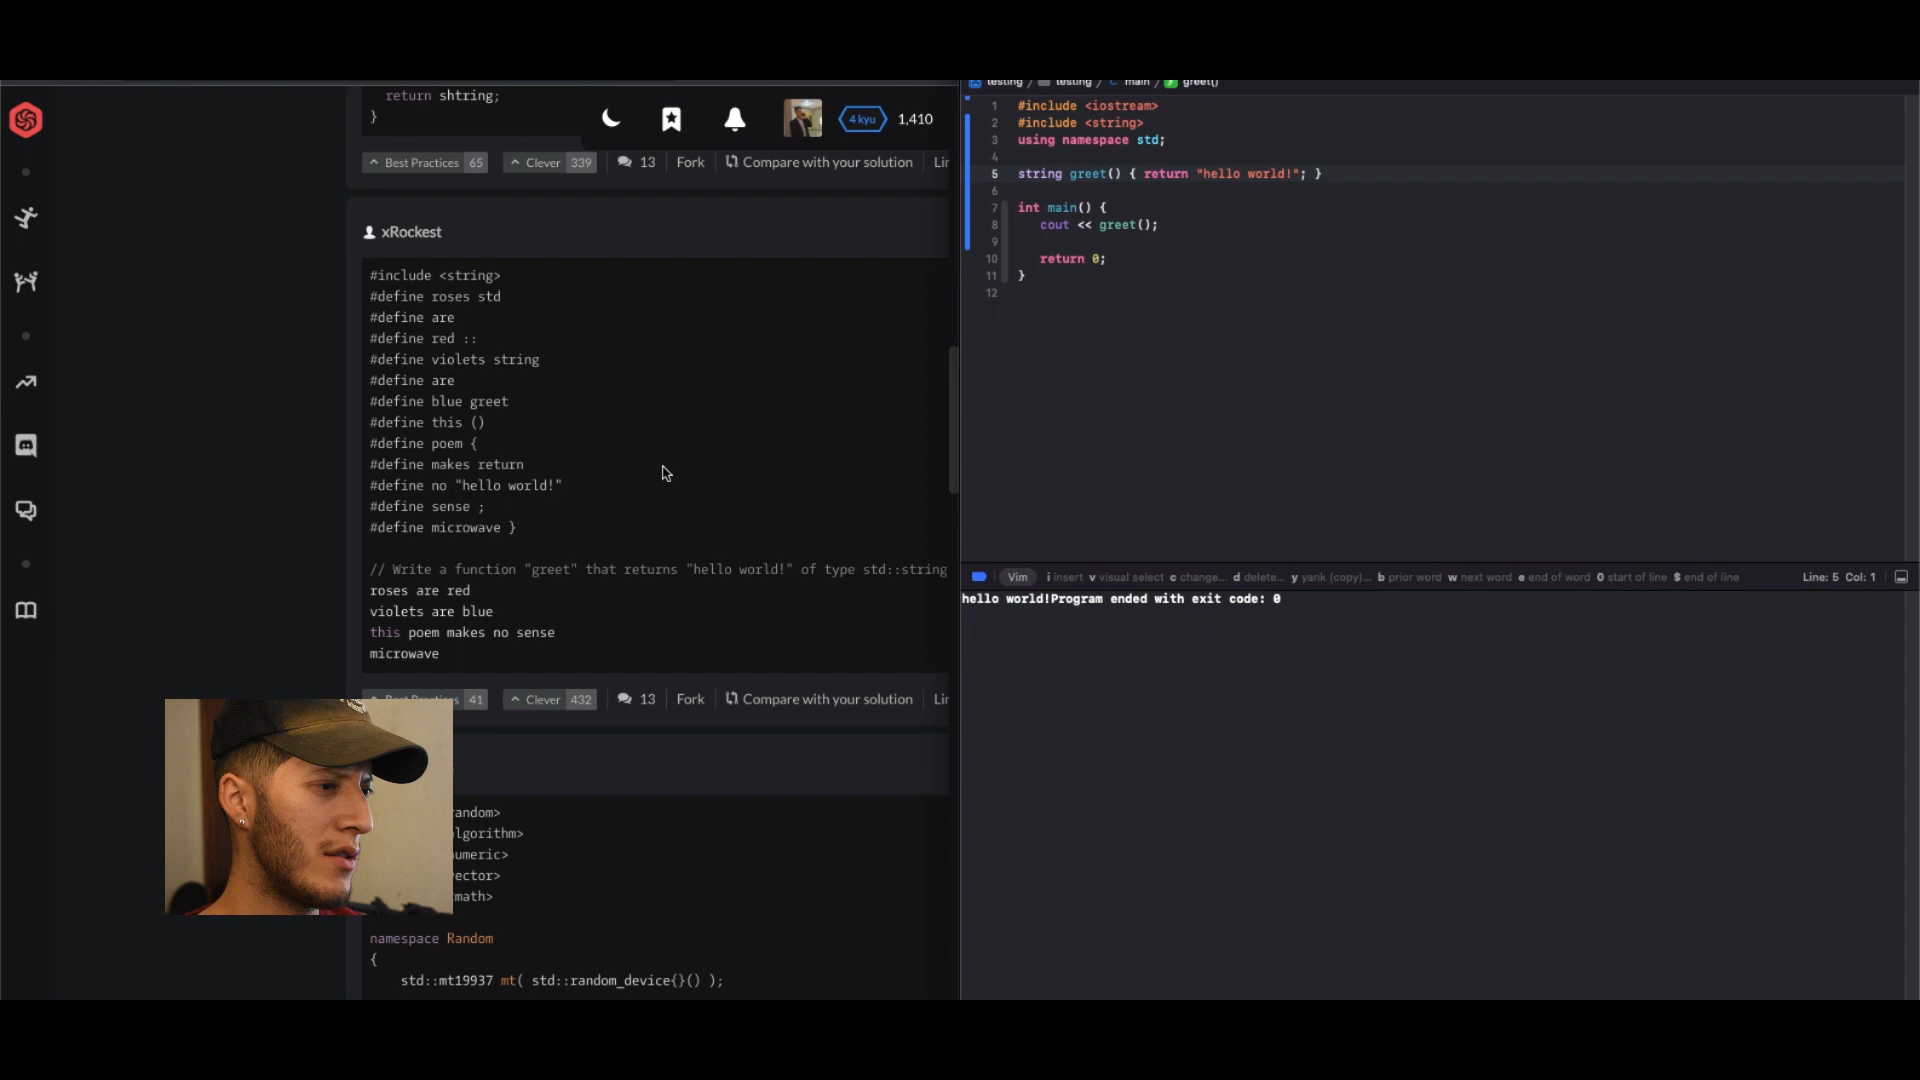 return shtring;
}
4 kyu
1,410
Best Practices 65
Clever 339
13
Fork
Compare with your solution
xRockest
#include <string>
#define roses std
#define are
#define red ::
#define violets string
#define are
#define blue greet
#define this ()
#define poem {
#define makes return
#define no "hello world!"
#define sense ;
#define microwave }
// Write a function "greet" that returns "hello world!" of type std::string
roses are red
violets are blue
this poem makes no sense
microwave
41
Clever 432
13
Fork
Compare with your solution
andom>
lgorithm>
umeric>
ector>
math>
namespace Random
{
std::mt19937 mt( std::random_device{}() );
testing / testing / main / greet()
1 #include <iostream>
2 #include <string>
3 using namespace std;
4
5 string greet() { return "hello world!"; }
6
7 int main() {
8 cout << greet();
9
10 return 0;
11 }
12
Vim i insert v visual select c change... d delete... y yank (copy)... b prior word w next word e end of word 0 start of line $ end of line Line: 5 Col: 1
hello world!Program ended with exit code: 0